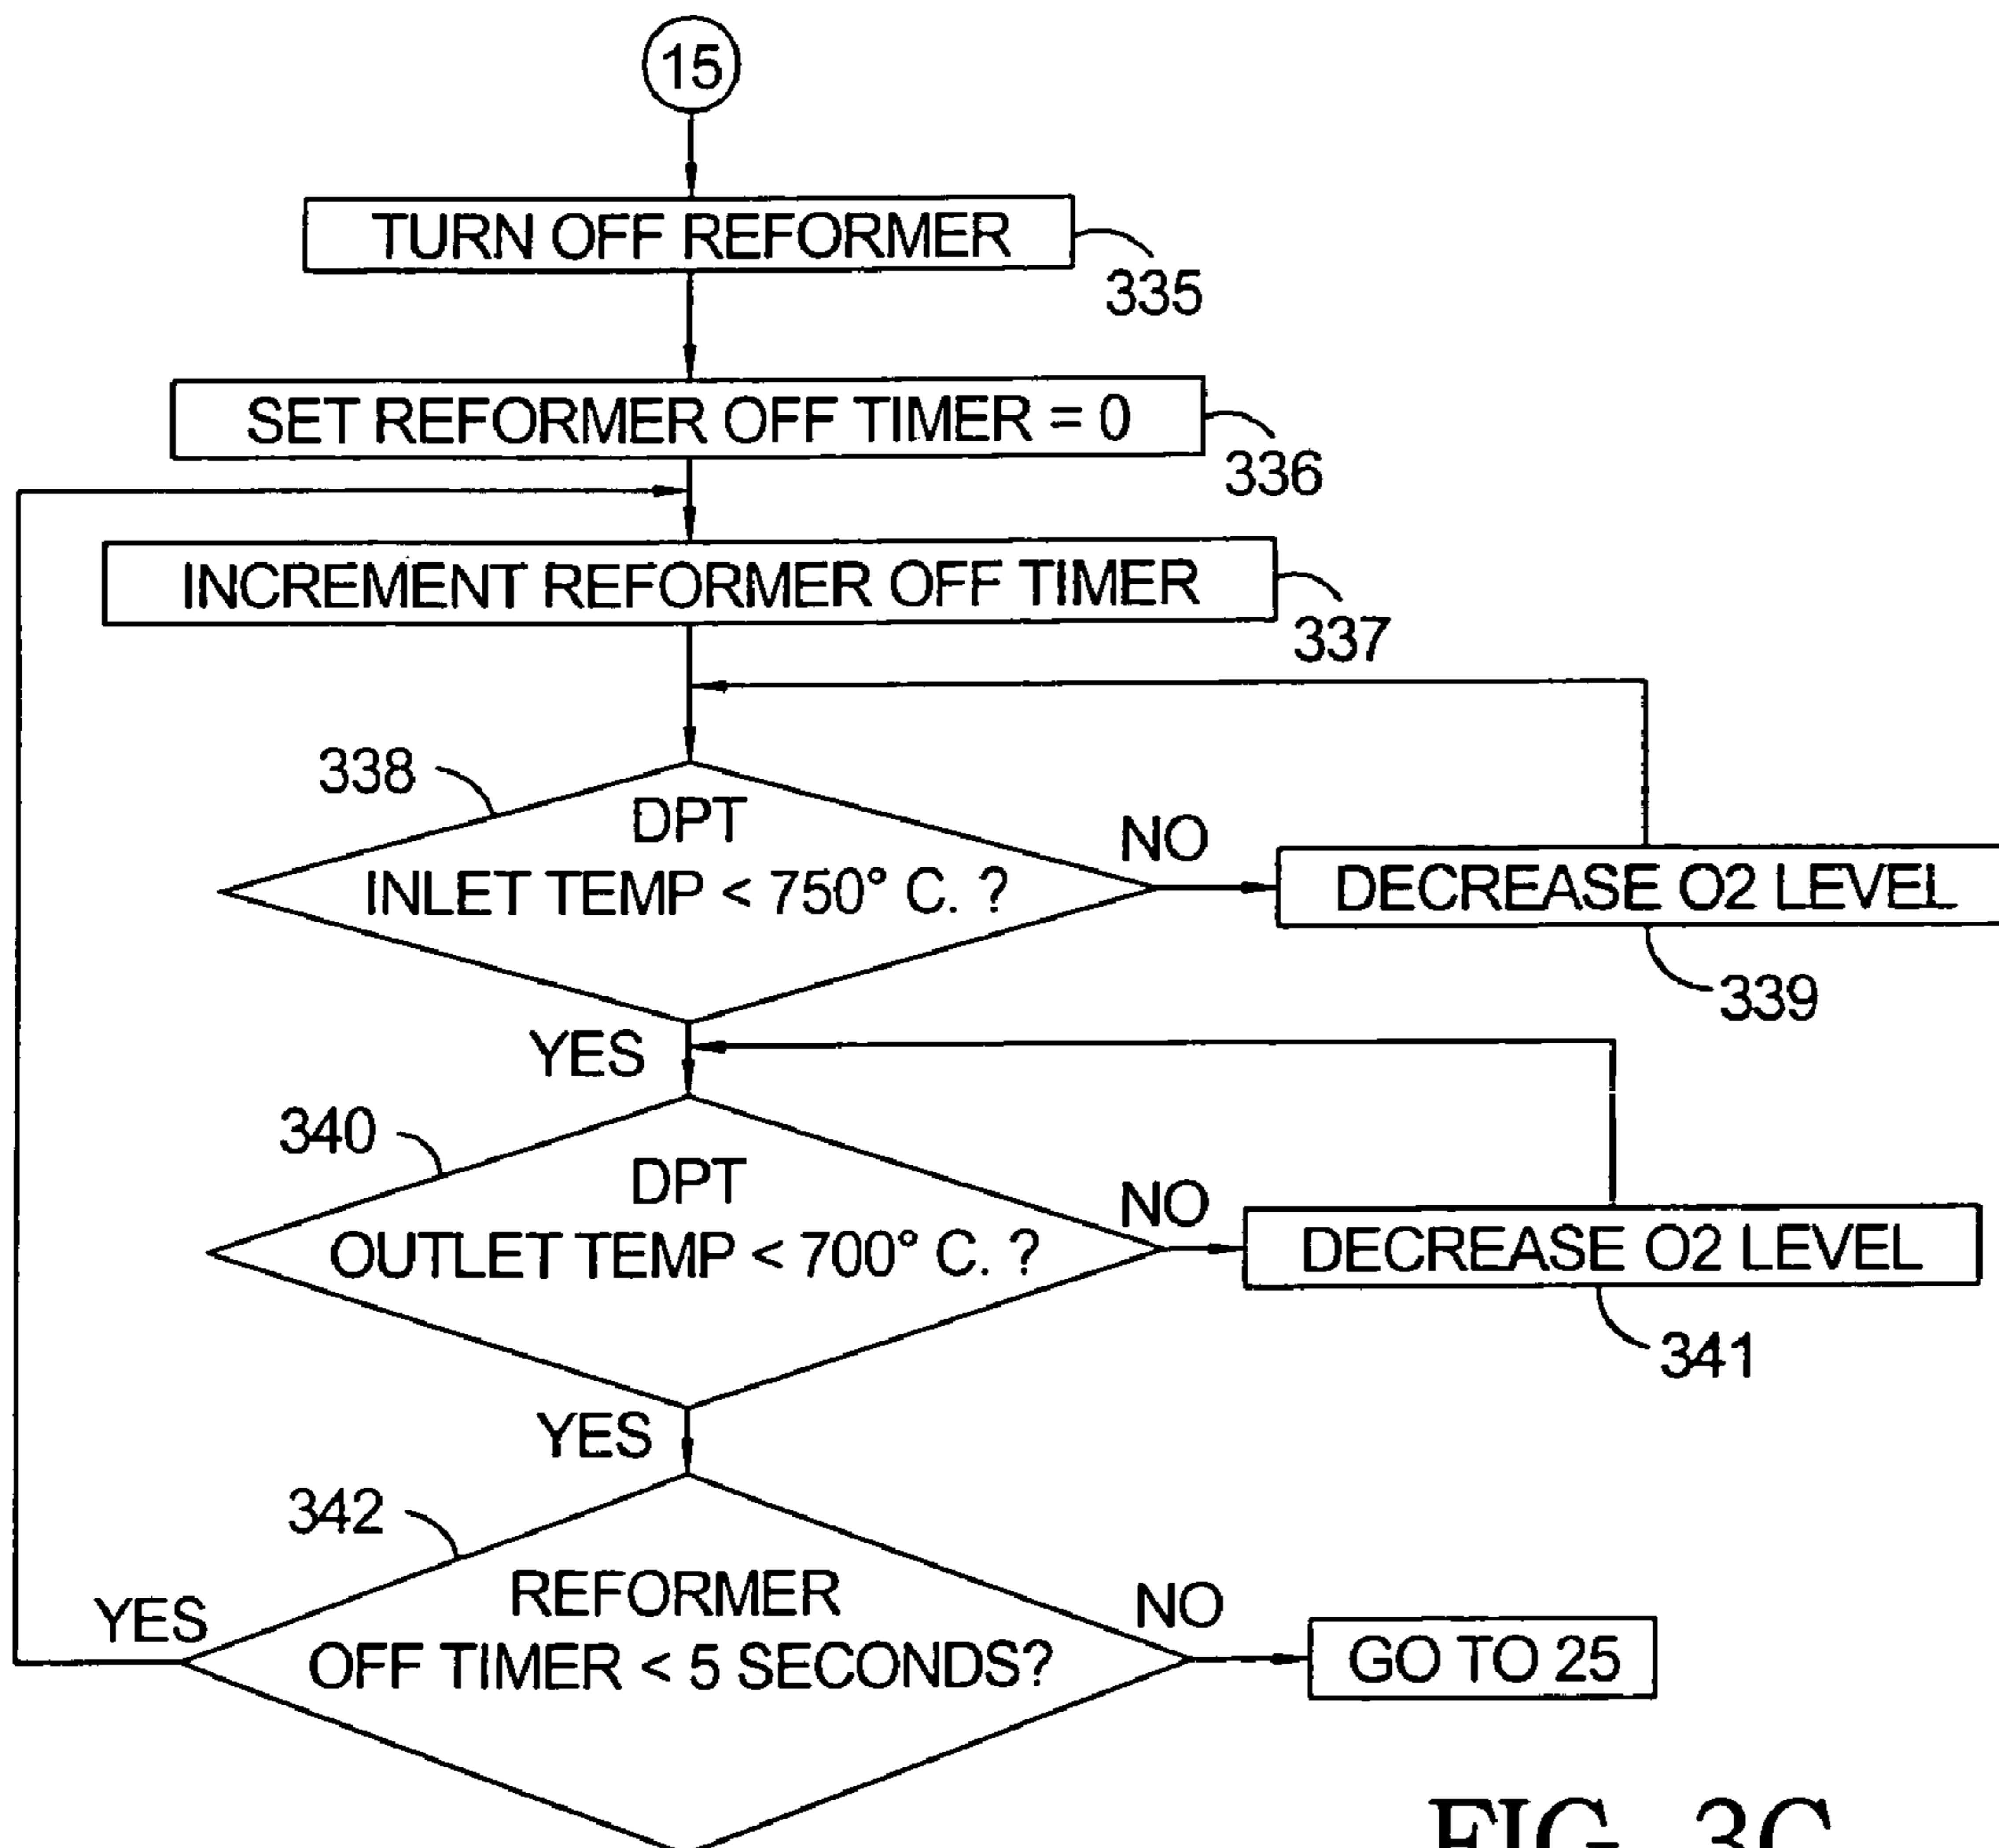 15
TURN OFF REFORMER
335
SET REFORMER OFF TIMER = 0
336
INCREMENT REFORMER OFF TIMER
337
338
DPT
INLET TEMP < 750° C. ?
NO
DECREASE O2 LEVEL
339
YES
340
DPT
OUTLET TEMP < 700° C. ?
NO
DECREASE O2 LEVEL
341
YES
342
REFORMER
OFF TIMER < 5 SECONDS?
YES
NO
GO TO 25
FIG. 3C